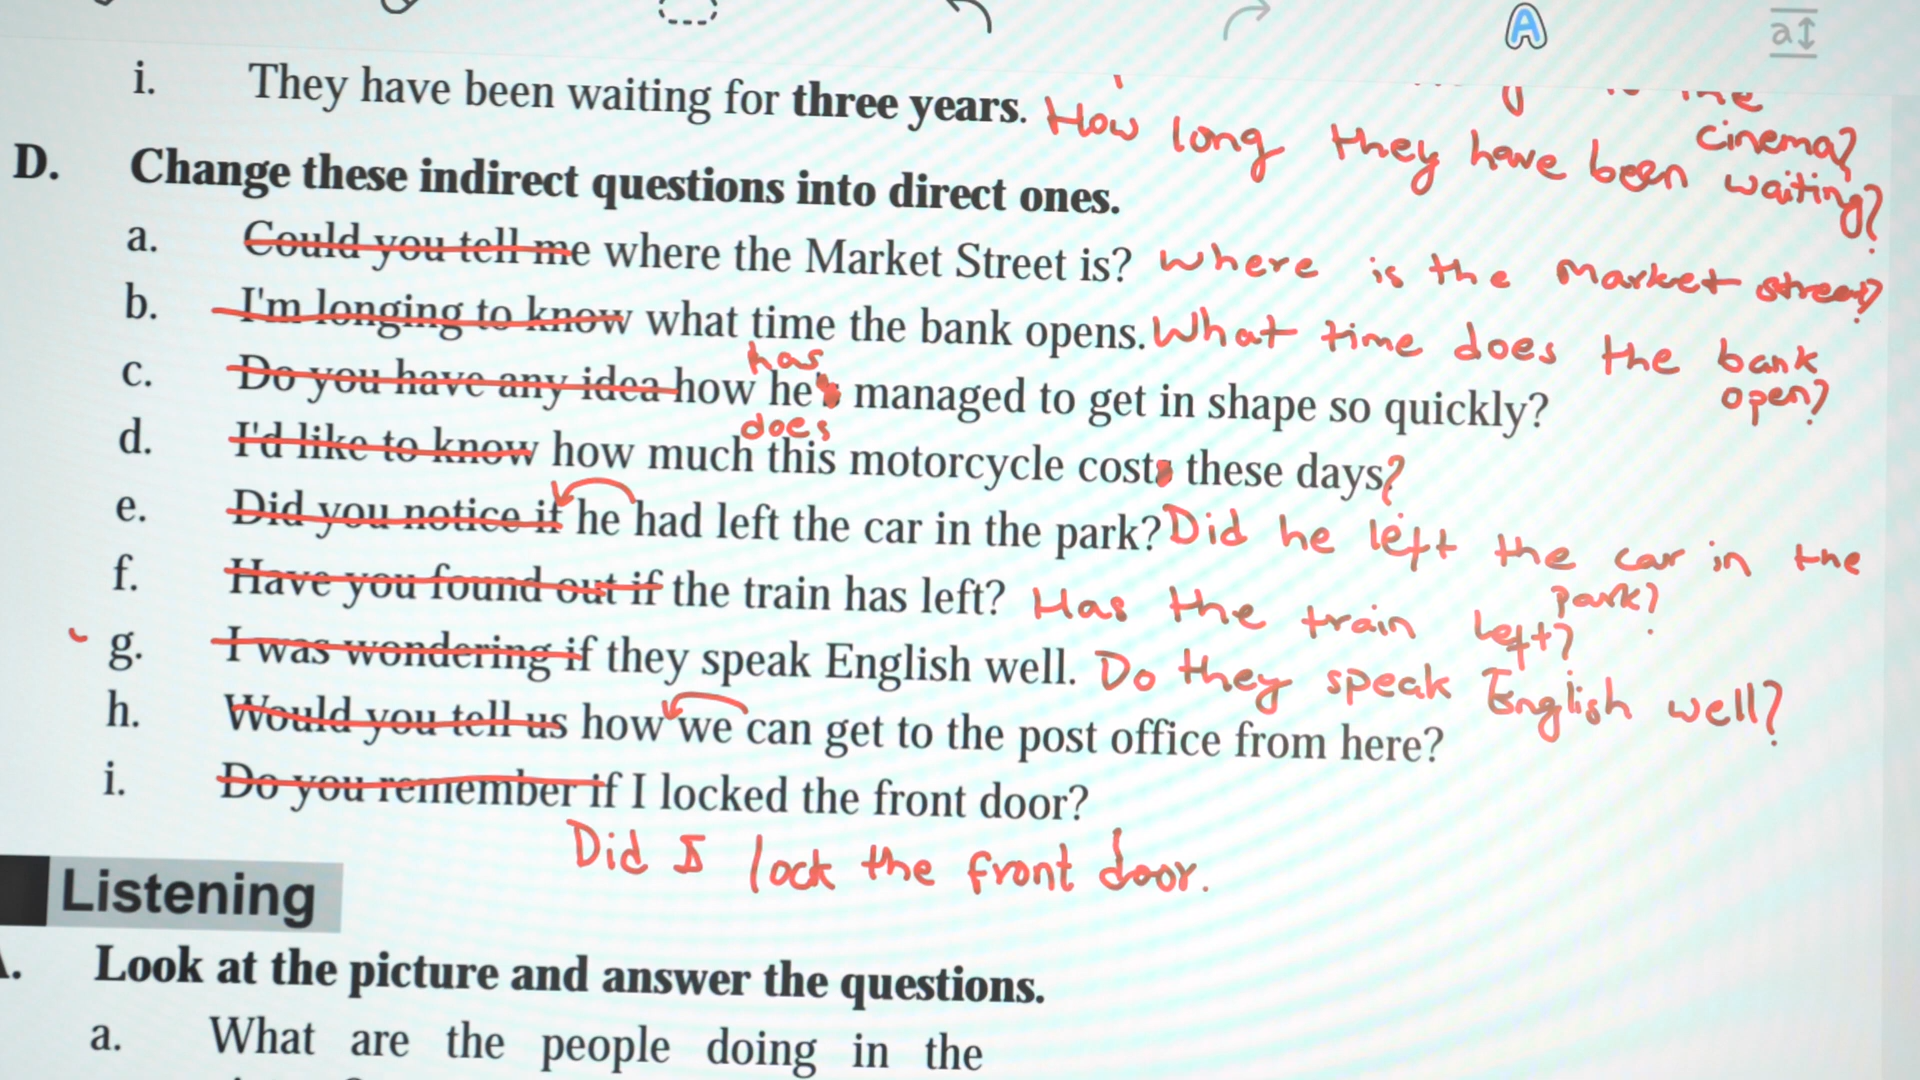 A
a
i. They have been waiting for three years. How long they have been waiting?
the cinema?
D. Change these indirect questions into direct ones.
a. Could you tell me where the Market Street is? Where is the Market street?
b. I'm longing to know what time the bank opens. What time does the bank open?
has
c. Do you have any idea how he's managed to get in shape so quickly?
does
d. I'd like to know how much this motorcycle costs these days?
e. Did you notice if he had left the car in the park? Did he left the car in the park?
f. Have you found out if the train has left? Has the train left?
g. I was wondering if they speak English well. Do they speak English well?
h. Would you tell us how we can get to the post office from here?
i. Do you remember if I locked the front door?
Did I lock the front door.
Listening
A. Look at the picture and answer the questions.
a. What are the people doing in the